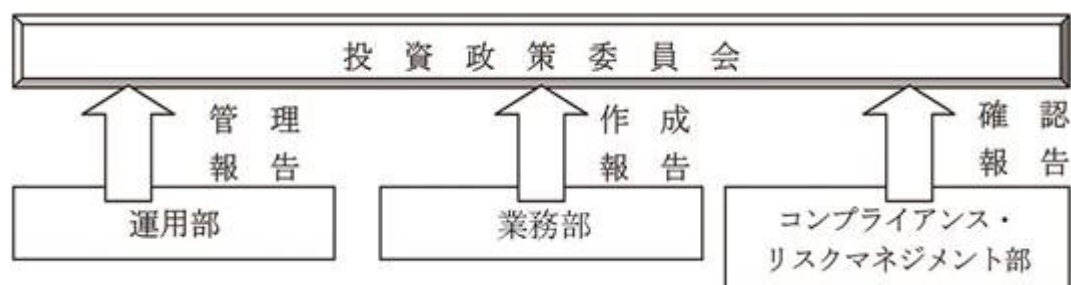 投資政策委員会
管理
報告
作成
報告
確認
報告
運用部
業務部
コンプライアンス・
リスクマネジメント部